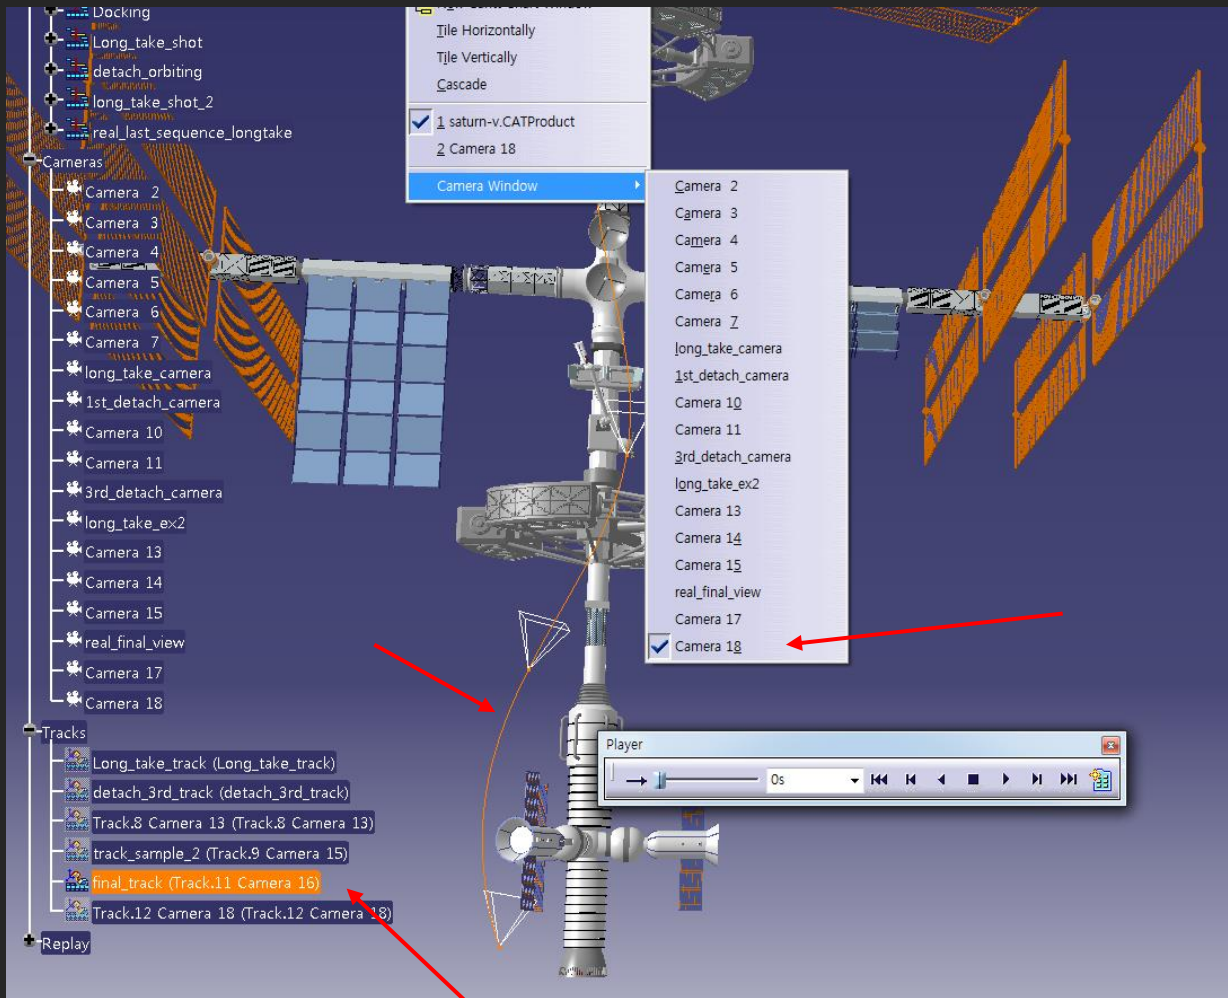 Docking
Long_take_shot
detach_orbiting
long_take_shot_2
real_last_sequence_longtake
Cameras
Camera 2
Camera 3
Camera 4
Camera 5
Camera 6
Camera 7
long_take_camera
1st_detach_camera
Camera 10
Camera 11
3rd_detach_camera
long_take_ex2
Camera 13
Camera 14
Camera 15
real_final_view
Camera 17
Camera 18
Tracks
Long_take_track (Long_take_track)
detach_3rd_track (detach_3rd_track)
Track.8 Camera 13 (Track.8 Camera 13)
track_sample_2 (Track.9 Camera 15)
final_track (Track.11 Camera 16)
Track.12 Camera 18 (Track.12 Camera 18)
Replay
Tile Horizontally
Tile Vertically
Cascade
1 saturn-v.CATProduct
2 Camera 18
Camera Window
Camera 2
Camera 3
Camera 4
Camera 5
Camera 6
Camera 7
long_take_camera
1st_detach_camera
Camera 10
Camera 11
3rd_detach_camera
long_take_ex2
Camera 13
Camera 14
Camera 15
real_final_view
Camera 17
Camera 18
Player
0s